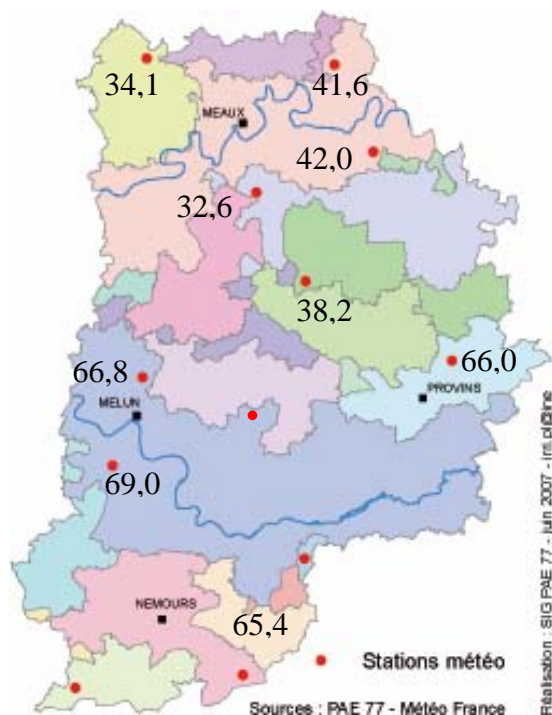 34,1
41,6
MEAUX
42,0
32,6
38,2
66,8
66,0
PROVINS
MELUN
69,0
NEMOURS
65,4
Stations météo
Sources : PAE 77 - Météo France
Réalisation : SIG PAE 77 - juin 2007 -